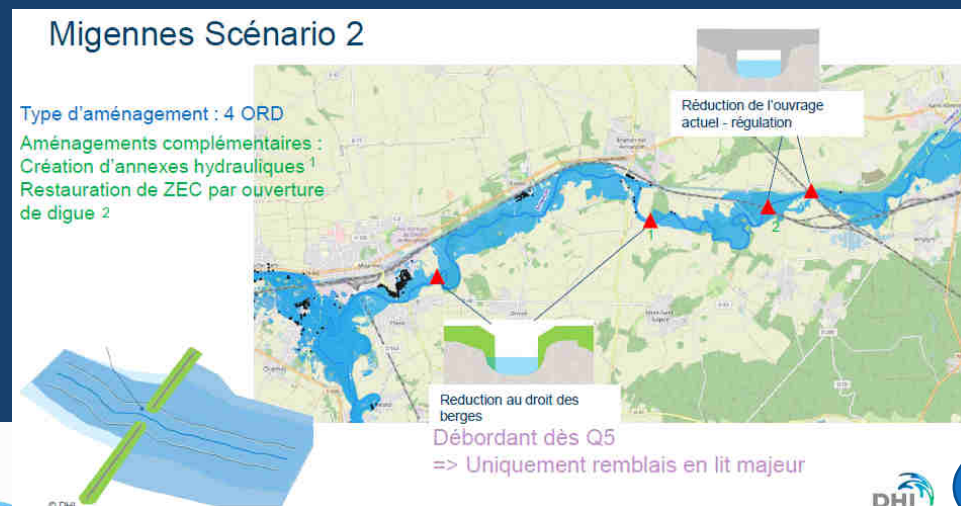 Migennes Scénario 2
Type d'aménagement : 4 ORD
Aménagements complémentaires :
Création d'annexes hydrauliques 1
Restauration de ZEC par ouverture
de digue 2
Réduction de l'ouvrage
actuel - régulation
1
2
Reduction au droit des
berges
Débordant dès Q5
=> Uniquement remblais en lit majeur
© DHI
DHI